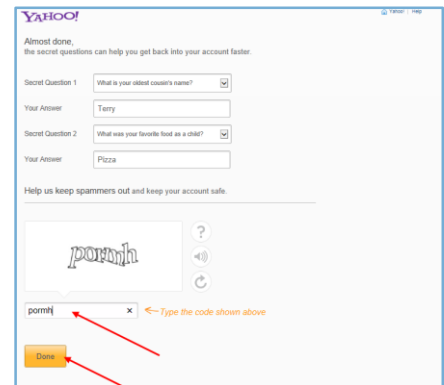 YAHOO!
Yahoo! Help
Almost done,
the secret questions can help you get back into your account faster.
Secret Question 1 What is your oldest cousin's name?
Your Answer Terry
Secret Question 2 What was your favorite food as a child?
Your Answer Pizza
Help us keep spammers out and keep your account safe.
?
pormh
pormh × Type the code shown above
Done